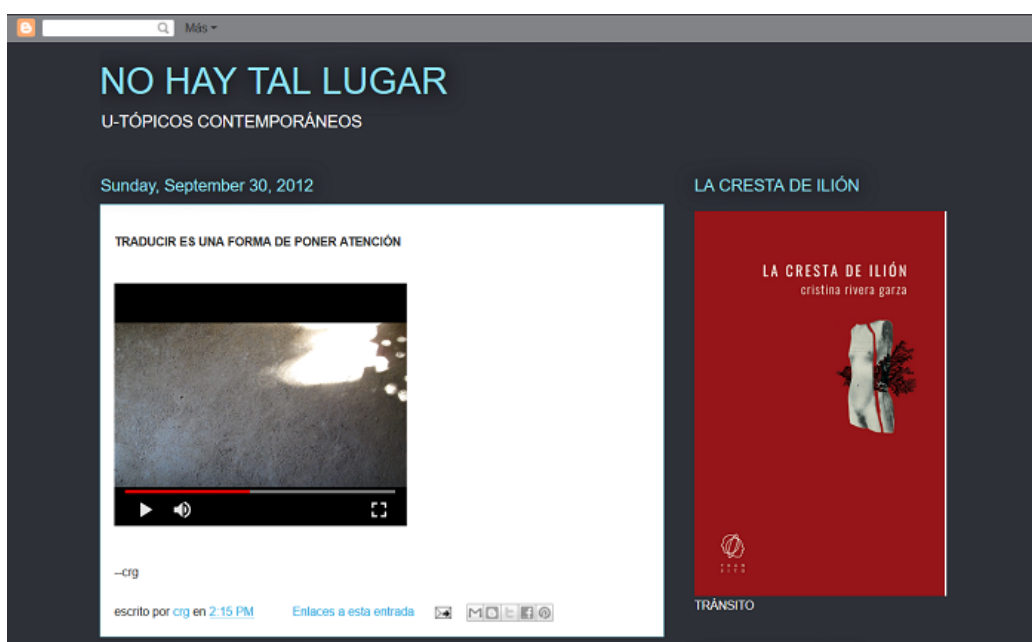 Más
NO HAY TAL LUGAR
U-TÓPICOS CONTEMPORÁNEOS
Sunday, September 30, 2012
TRADUCIR ES UNA FORMA DE PONER ATENCIÓN
--crg
escrito por crg en 2:15 PM Enlaces a esta entrada
LA CRESTA DE ILIÓN
LA CRESTA DE ILIÓN
cristina rivera garza
TRÁNSITO